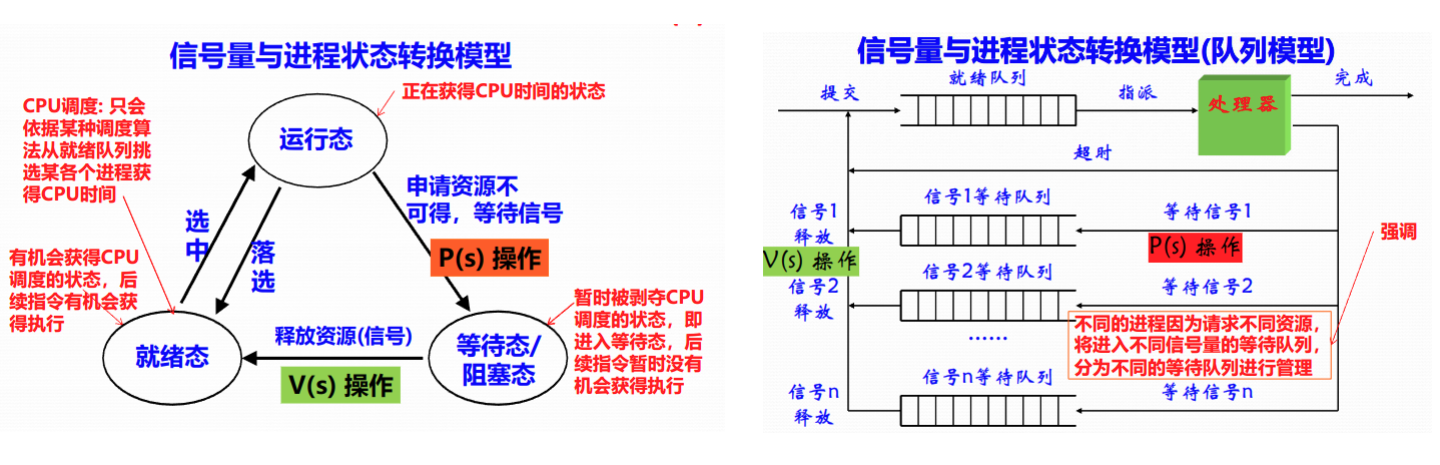 信号量与进程状态转换模型
CPU调度: 只会
依据某种调度算
法从就绪队列挑
选某各个进程获
得CPU时间
正在获得CPU时间的状态
运行态
申请资源不
可得，等待信号
P(s) 操作
选
中
落
选
有机会获得CPU
调度的状态，后
续指令有机会获
得执行
暂时被剥夺CPU
调度的状态，即
进入等待态，后
续指令暂时没有
机会获得执行
就绪态
释放资源(信号)
V(s) 操作
等待态/
阻塞态
信号量与进程状态转换模型(队列模型)
提交
就绪队列
指派
处理器
完成
超时
信号1
释放
信号1等待队列
等待信号1
P(s) 操作
强调
V(s) 操作
信号2
释放
信号2等待队列
等待信号2
不同的进程因为请求不同资源，
将进入不同信号量的等待队列，
分为不同的等待队列进行管理
……
信号n
释放
信号n等待队列
等待信号n